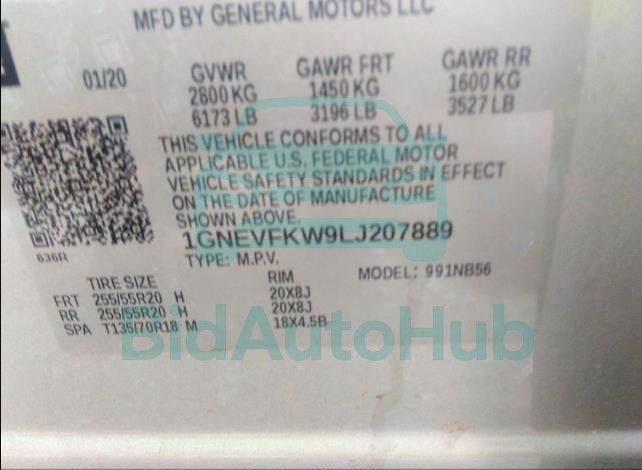 MFD BY GENERAL MOTORS LLC
01/20 GVWR GAWR FRT GAWR RR
2800 KG 1450 KG 1600 KG
6173 LB 3196 LB 3527 LB
THIS VEHICLE CONFORMS TO ALL
APPLICABLE U.S. FEDERAL MOTOR
VEHICLE SAFETY STANDARDS IN EFFECT
ON THE DATE OF MANUFACTURE
SHOWN ABOVE.
1GNEVFKW9LJ207889
636R TYPE: M.P.V. MODEL: 991NB56
TIRE SIZE RIM
FRT 255/55R20 H 20X8J
RR 255/55R20 H 20X8J
SPA T135/70R18 M 18X4.5B
BidAutoHub